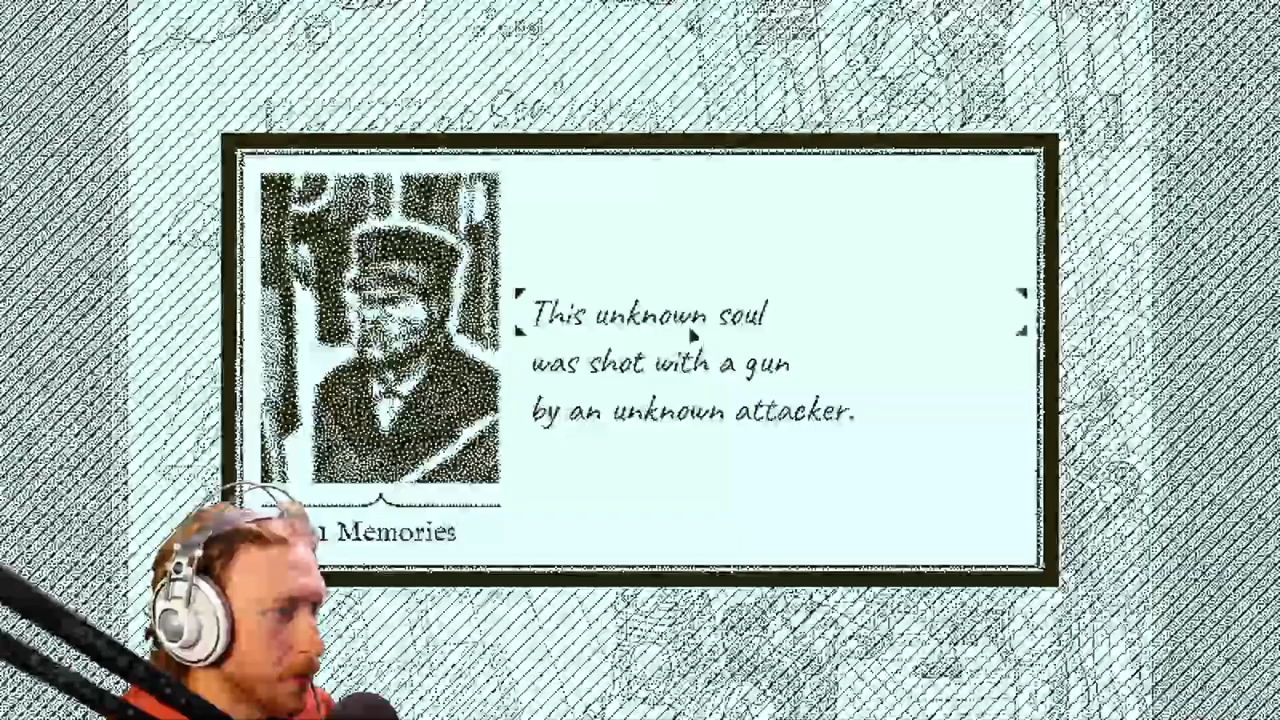 This unknown soul
was shot with a gun
by an unknown attacker.
Memories